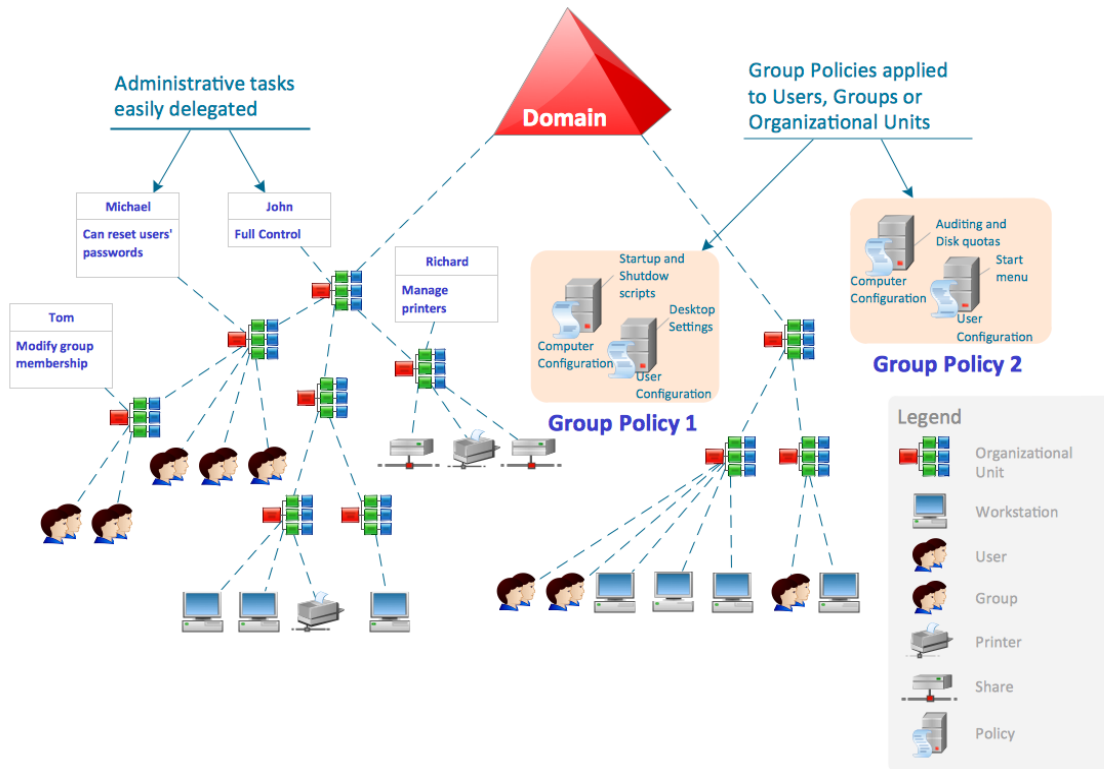 Administrative tasks
easily delegated
Domain
Group Policies applied
to Users, Groups or
Organizational Units
Michael
Can reset users'
passwords
John
Full Control
Richard
Manage
printers
Tom
Modify group
membership
Startup and
Shutdow
scripts
Computer
Configuration
Desktop
Settings
User
Configuration
Group Policy 1
Auditing and
Disk quotas
Computer
Configuration
Start
menu
User
Configuration
Group Policy 2
Legend
Organizational
Unit
Workstation
User
Group
Printer
Share
Policy